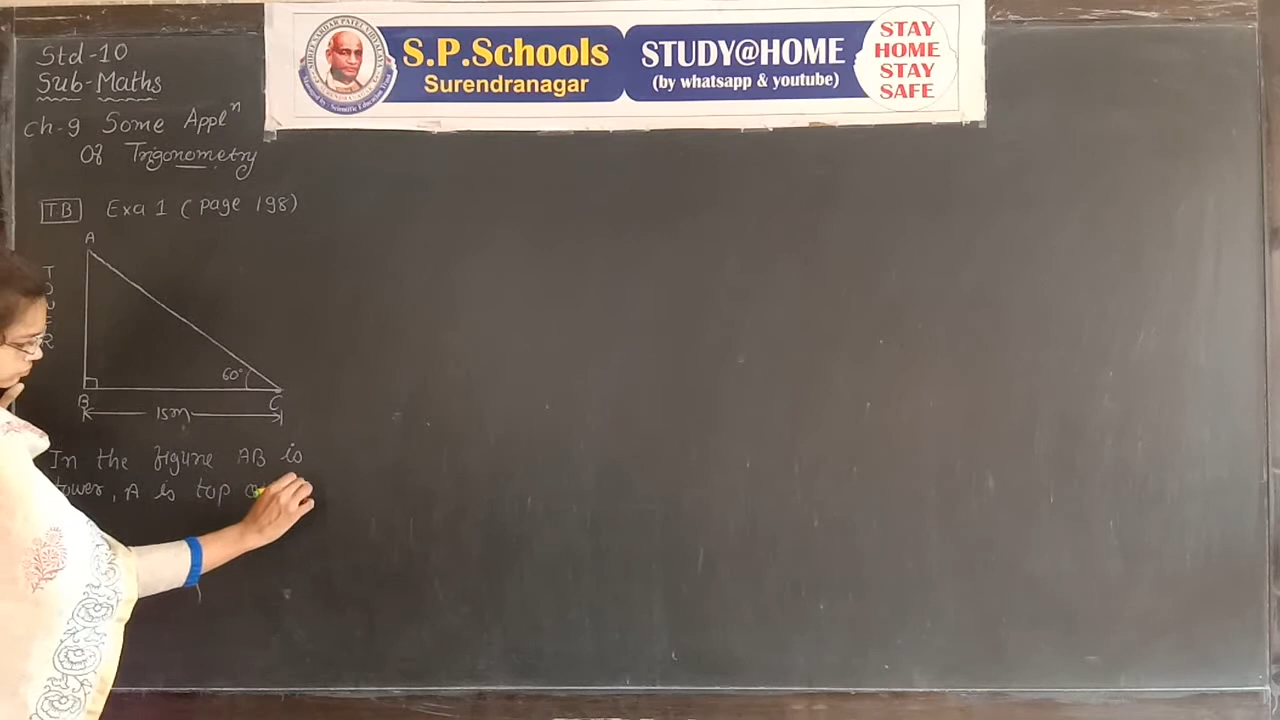 S.P.Schools
Surendranagar
STUDY@HOME
(by whatsapp & youtube)
STAY
HOME
STAY
SAFE
Std-10
Sub-Maths
Ch-9 Some Applⁿ
Of Trigonometry
TB Exa 1 (Page 198)
A
TOWER
60°
B C
15m
In the figure AB is
tower, A is top